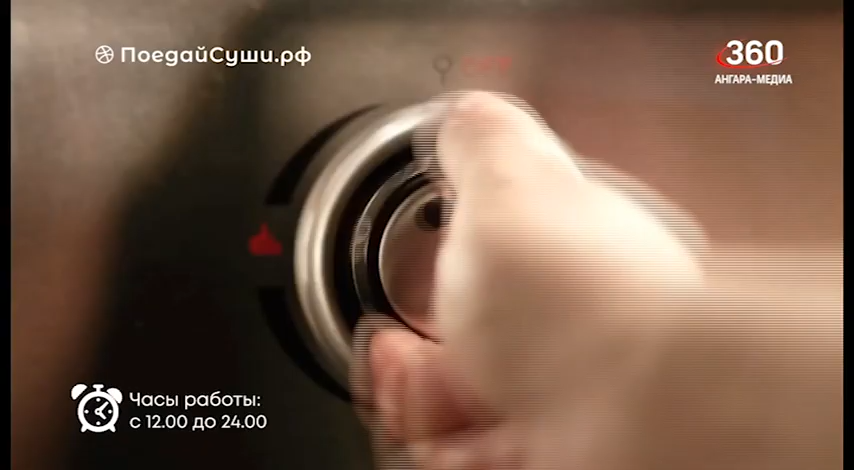 ПоедайСуши.рф
360
АНГАРА-МЕДИА
Часы работы:
с 12.00 до 24.00